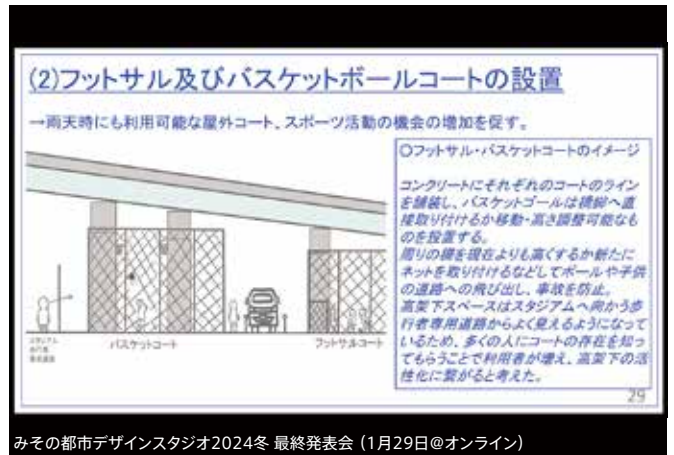 (2)フットサル及びバスケットボールコートの設置
→雨天時にも利用可能な屋外コート、スポーツ活動の機会の増加を促す。
〇フットサル・バスケットコートのイメージ
コンクリートにそれぞれのコートのライン
を舗装し、バスケットゴールは橋脚へ直
接取り付けるか移動・高さ調整可能なも
のを設置する。
周りの柵を現在よりも高くするか新たに
ネットを取り付けるなどしてボールや子供
の道路への飛び出し、事故を防止。
高架下スペースはスタジアムへ向かう歩
行者専用道路からよく見えるようになって
いるため、多くの人にコートの存在を知っ
てもらうことで利用者が増え、高架下の活
性化に繋がると考えた。
スタジアム
バスケットコート
フットサルコート
29
みその都市デザインスタジオ2024冬 最終発表会 (1月29日@オンライン)